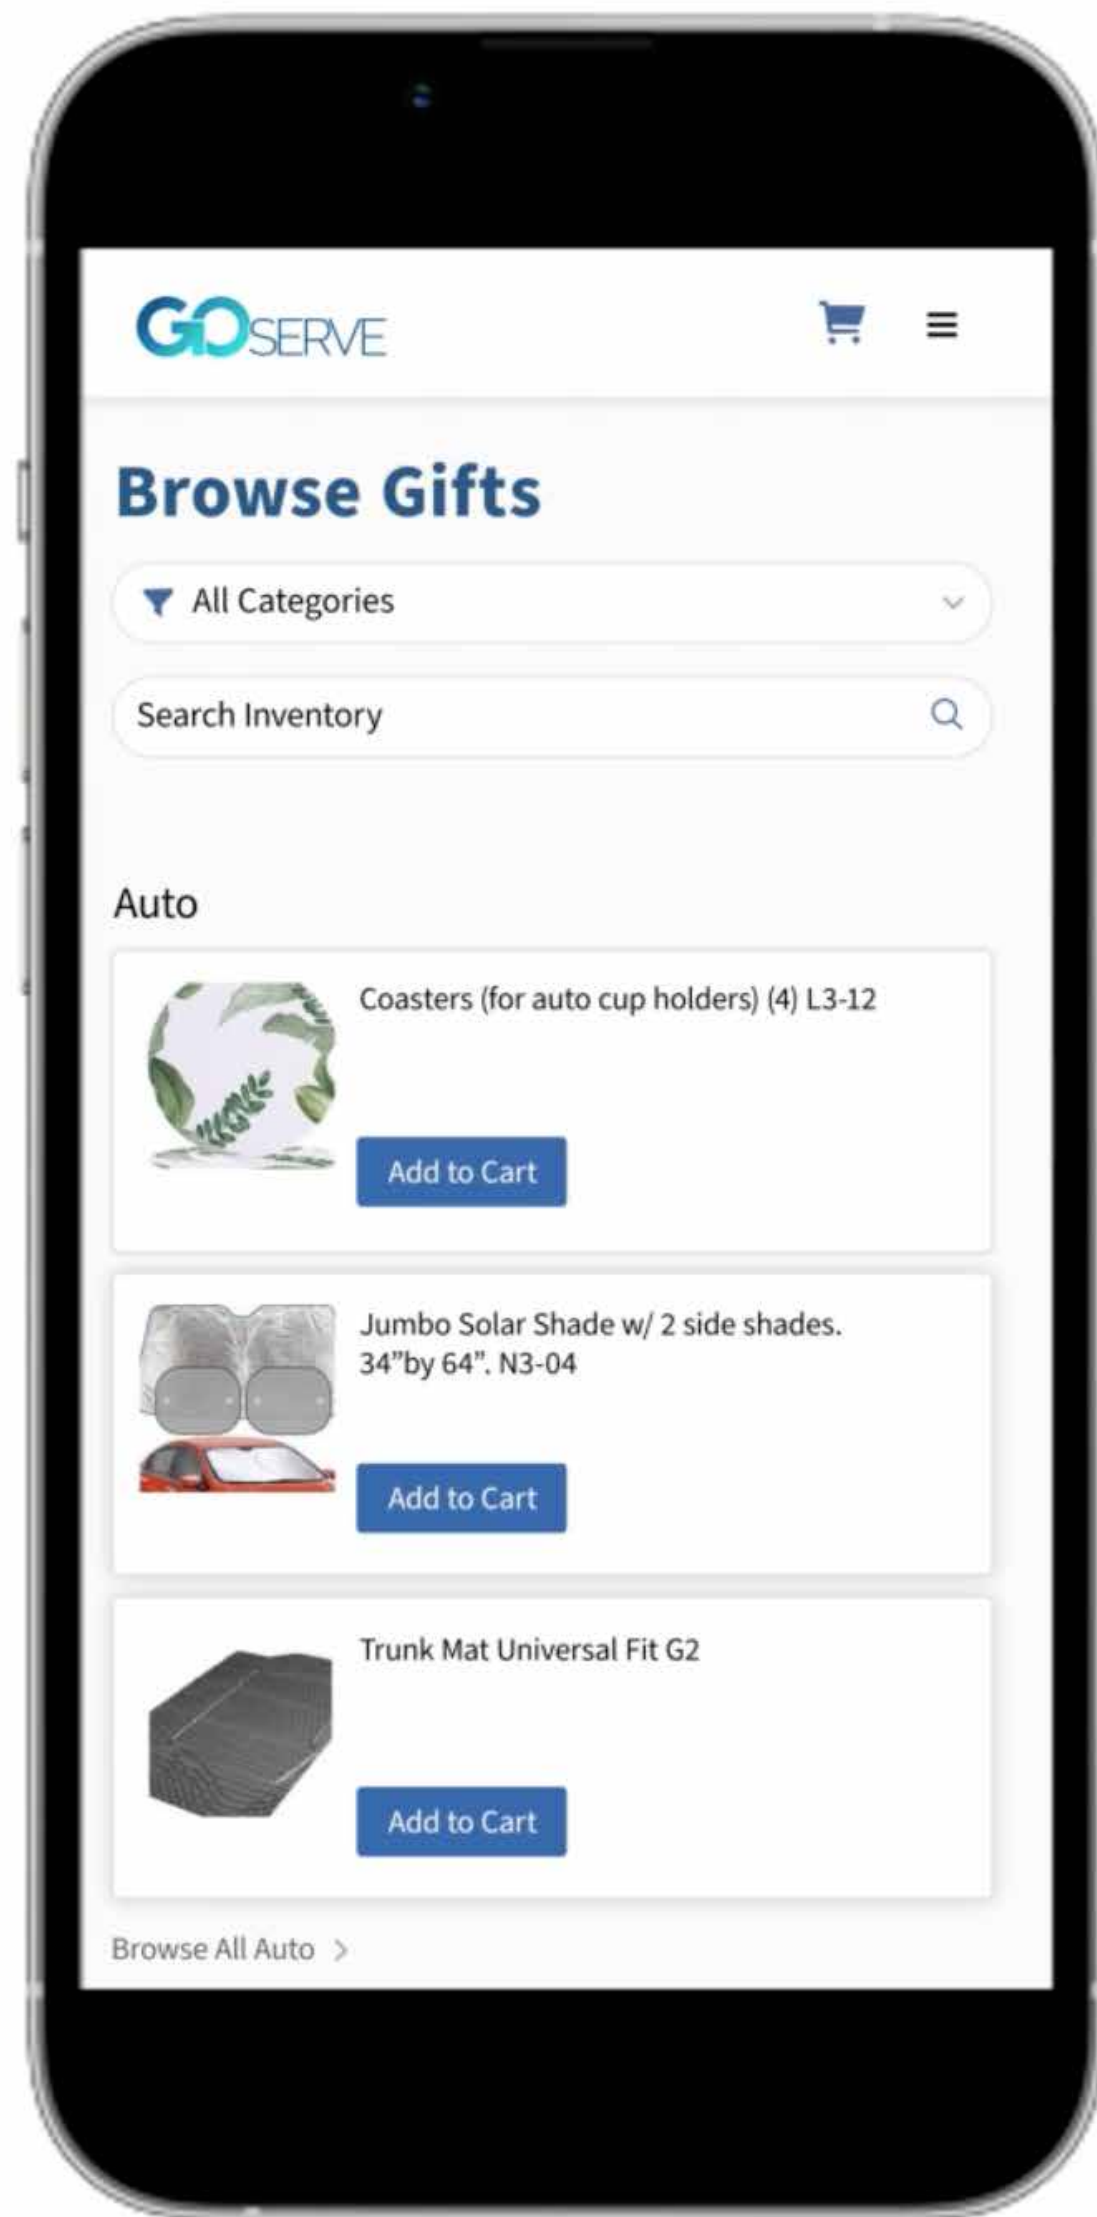 GOSERVE
Browse Gifts
All Categories
Search Inventory
Auto
Coasters (for auto cup holders) (4) L3-12
Add to Cart
Jumbo Solar Shade w/ 2 side shades.
34”by 64”. N3-04
Add to Cart
Trunk Mat Universal Fit G2
Add to Cart
Browse All Auto